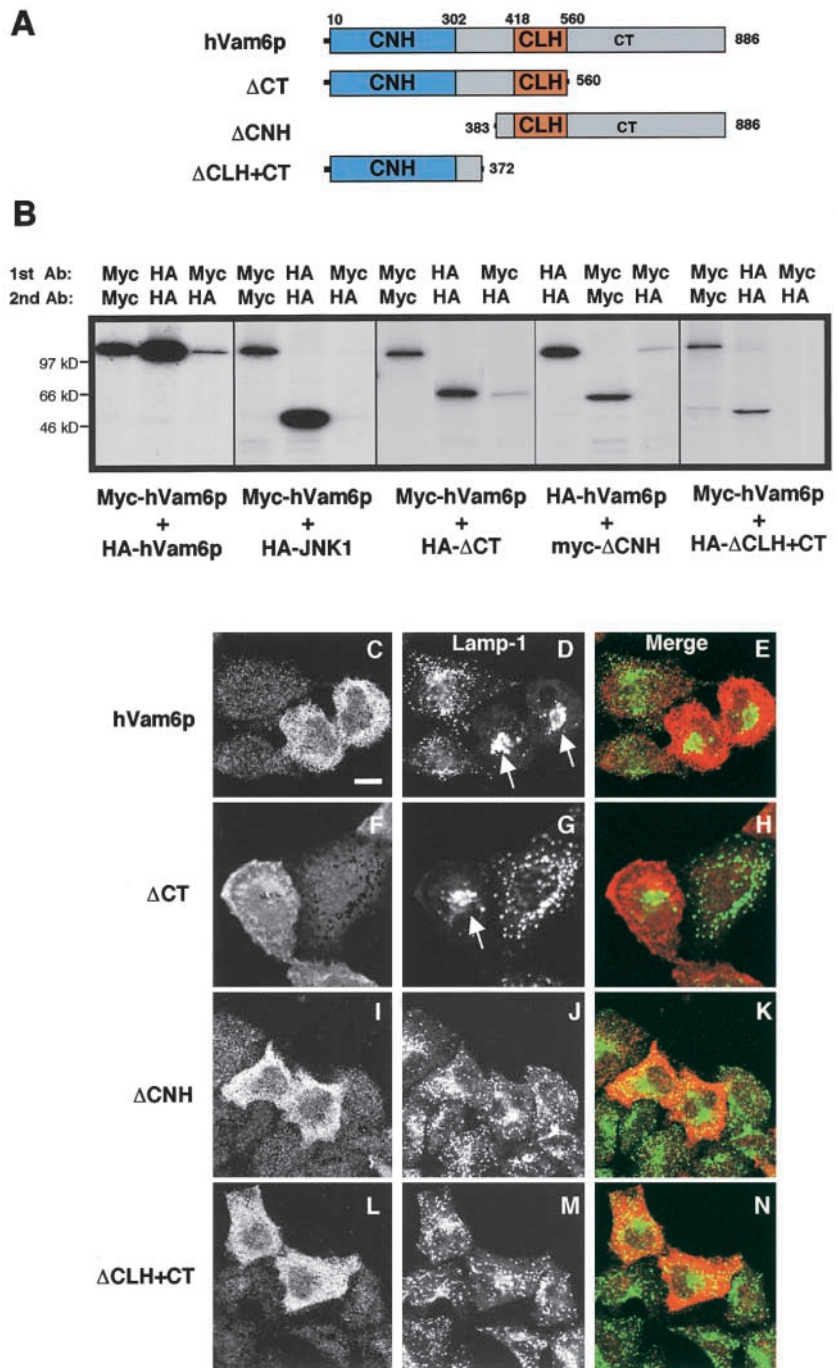 A
10 302 418 560
hVam6p CNH CLH CT 886
ΔCT CNH CLH 560
ΔCNH 383 CLH CT 886
ΔCLH+CT CNH 372
B
1st Ab: Myc HA Myc Myc HA Myc Myc HA Myc HA Myc Myc Myc HA Myc
2nd Ab: Myc HA HA Myc HA HA Myc HA HA HA Myc HA Myc HA HA
97 kD
66 kD
46 kD
Myc-hVam6p + HA-hVam6p
Myc-hVam6p + HA-JNK1
Myc-hVam6p + HA-ΔCT
HA-hVam6p + myc-ΔCNH
Myc-hVam6p + HA-ΔCLH+CT
C Lamp-1 D Merge E
hVam6p
F G H
ΔCT
I J K
ΔCNH
L M N
ΔCLH+CT